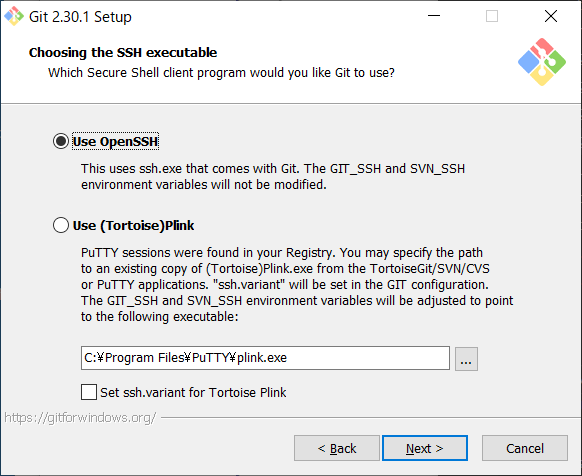 Git 2.30.1 Setup
Choosing the SSH executable
Which Secure Shell client program would you like Git to use?
Use OpenSSH
This uses ssh.exe that comes with Git. The GIT_SSH and SVN_SSH
environment variables will not be modified.
Use (Tortoise)Plink
PuTTY sessions were found in your Registry. You may specify the path
to an existing copy of (Tortoise)Plink.exe from the TortoiseGit/SVN/CVS
or PuTTY applications. "ssh.variant" will be set in the GIT configuration.
The GIT_SSH and SVN_SSH environment variables will be adjusted to point
to the following executable:
C:¥Program Files¥PuTTY¥plink.exe
...
Set ssh.variant for Tortoise Plink
https://gitforwindows.org/
< Back
Next >
Cancel